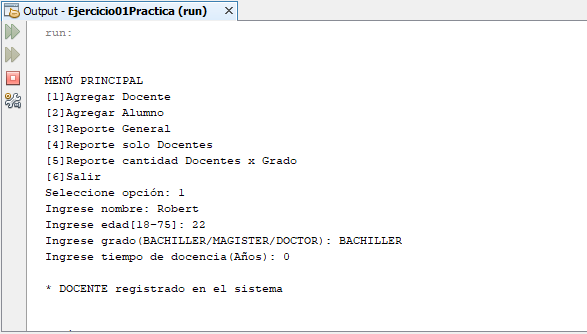 Output - Ejercicio01Practica (run)
run:
MENÚ PRINCIPAL
[1]Agregar Docente
[2]Agregar Alumno
[3]Reporte General
[4]Reporte solo Docentes
[5]Reporte cantidad Docentes x Grado
[6]Salir
Seleccione opción: 1
Ingrese nombre: Robert
Ingrese edad[18-75]: 22
Ingrese grado(BACHILLER/MAGISTER/DOCTOR): BACHILLER
Ingrese tiempo de docencia(Años): 0
* DOCENTE registrado en el sistema